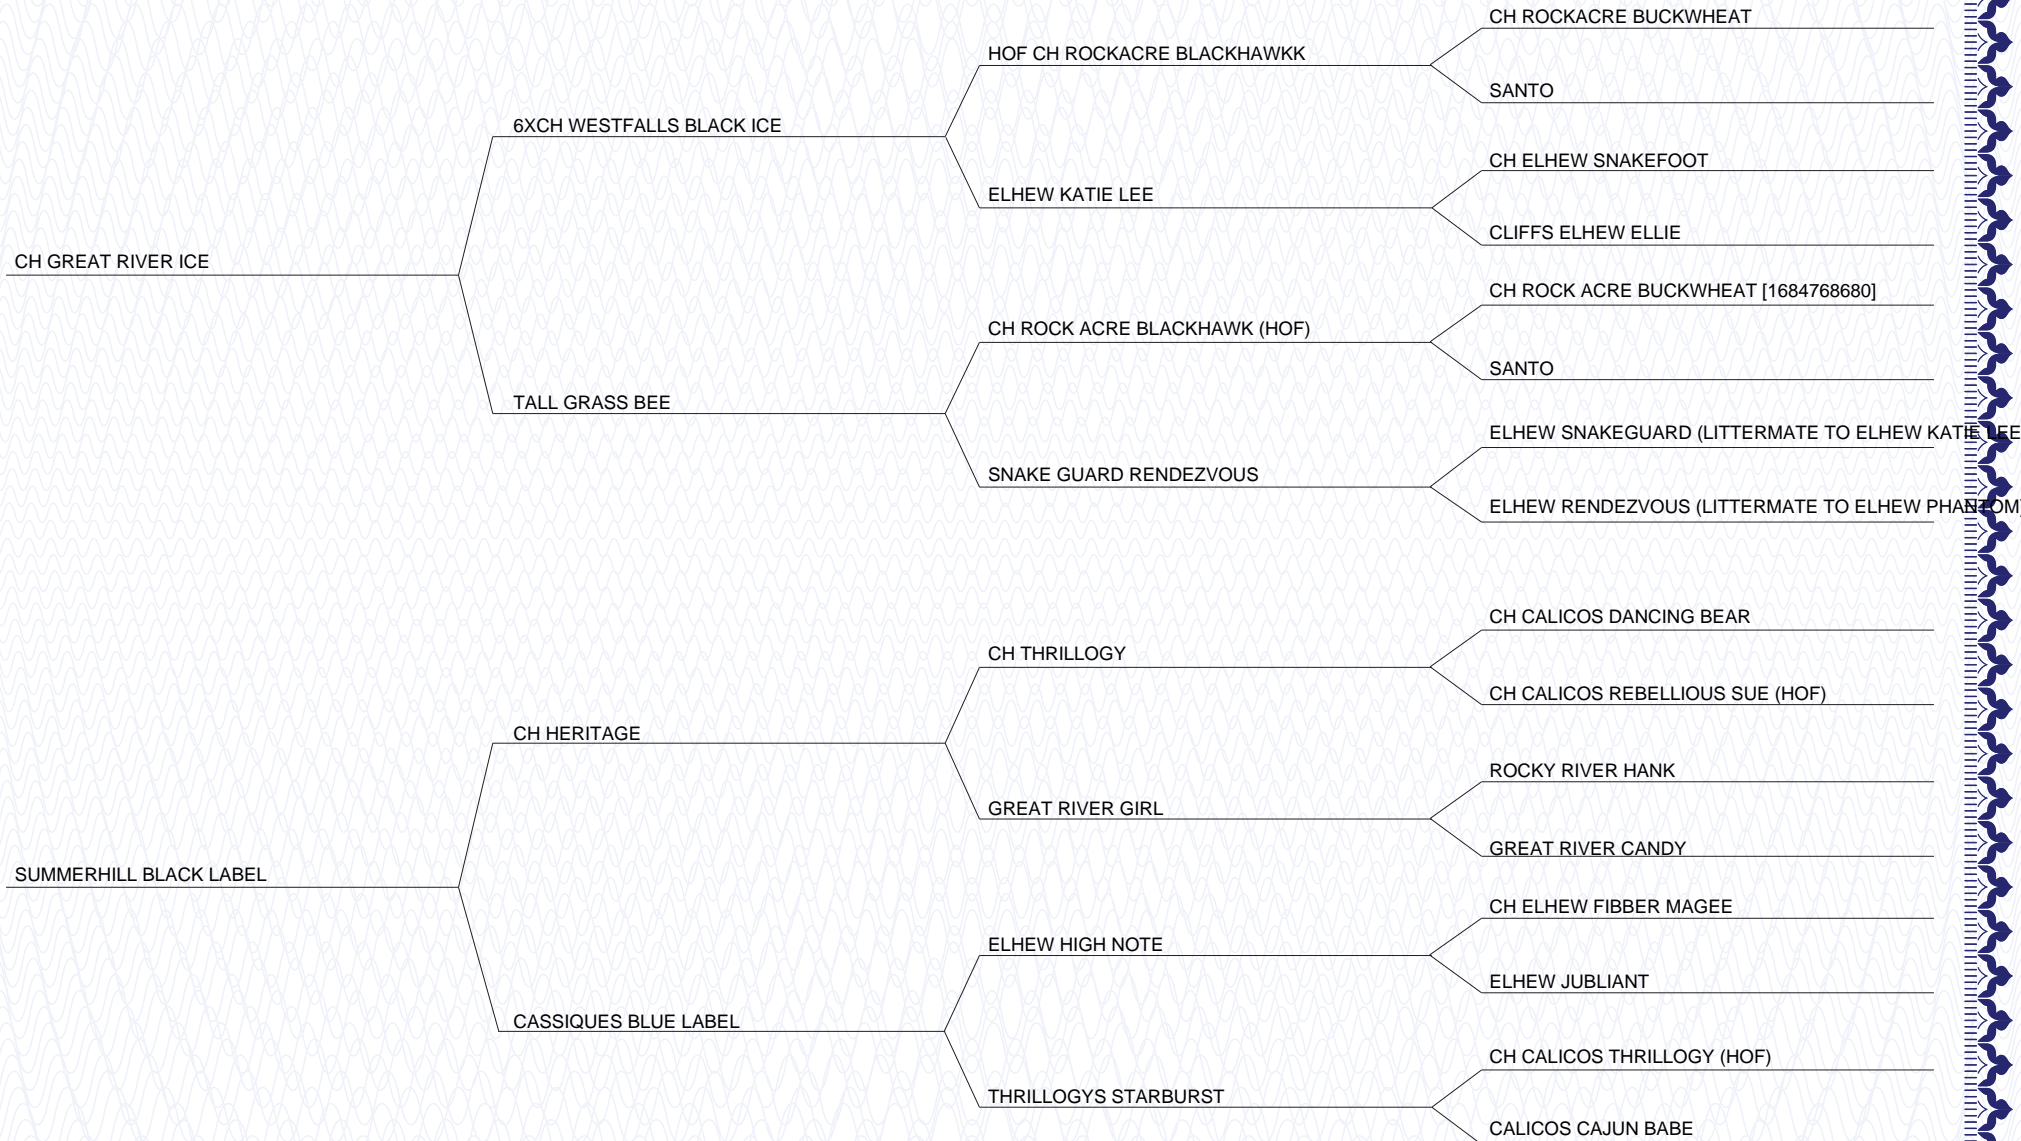 CH ROCKACRE BUCKWHEAT
HOF CH ROCKACRE BLACKHAWKK
SANTO
6XCH WESTFALLS BLACK ICE
CH ELHEW SNAKEFOOT
ELHEW KATIE LEE
CLIFFS ELHEW ELLIE
CH GREAT RIVER ICE
CH ROCK ACRE BUCKWHEAT [1684768680]
CH ROCK ACRE BLACKHAWK (HOF)
SANTO
TALL GRASS BEE
ELHEW SNAKEGUARD (LITTERMATE TO ELHEW KATIE LEE
SNAKE GUARD RENDEZVOUS
ELHEW RENDEZVOUS (LITTERMATE TO ELHEW PHANTOM)
CH CALICOS DANCING BEAR
CH THRILLOGY
CH CALICOS REBELLIOUS SUE (HOF)
CH HERITAGE
ROCKY RIVER HANK
GREAT RIVER GIRL
GREAT RIVER CANDY
SUMMERHILL BLACK LABEL
CH ELHEW FIBBER MAGEE
ELHEW HIGH NOTE
ELHEW JUBLIANT
CASSIQUES BLUE LABEL
CH CALICOS THRILLOGY (HOF)
THRILLOGYS STARBURST
CALICOS CAJUN BABE